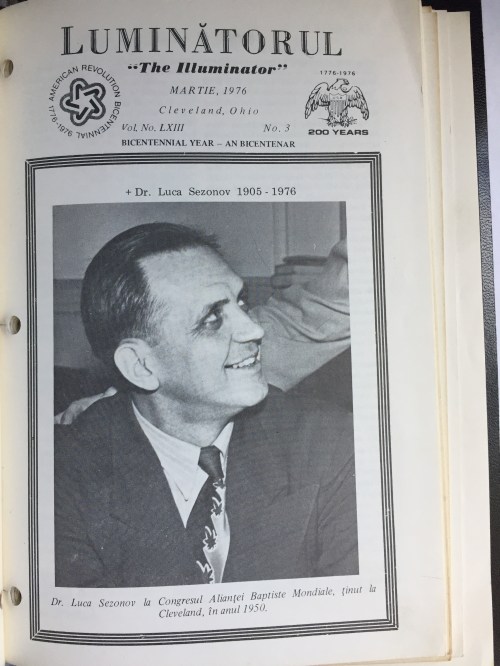 LUMINĂTORUL
"The Illuminator"
AMERICAN REVOLUTION BICENTENNIAL 1776-1976
MARTIE, 1976
Cleveland, Ohio
Vol, No, LXIII No. 3
BICENTENNIAL YEAR — AN BICENTENAR
1776-1976
200 YEARS
+ Dr. Luca Sezonov 1905 - 1976
Dr. Luca Sezonov la Congresul Alianţei Baptiste Mondiale, ţinut la
Cleveland, în anul 1950.